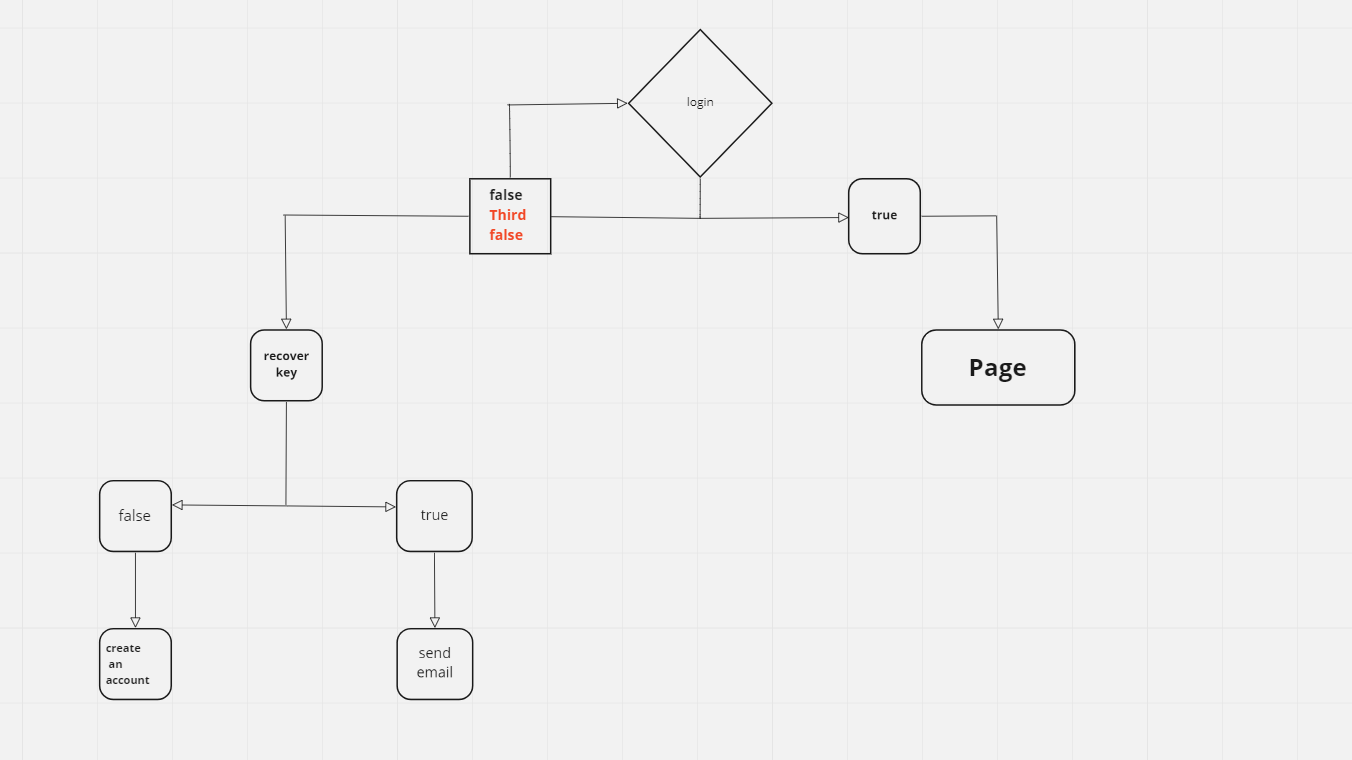 login
false
Third
false
true
recover
key
Page
false
true
create
an
account
send
email